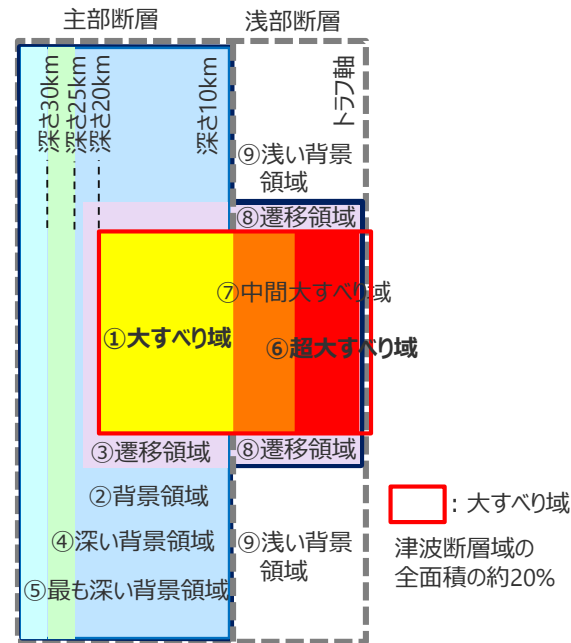 主部断層
浅部断層
深さ30km
深さ25km
深さ20km
深さ10km
トラフ軸
⑨浅い背景
領域
⑧遷移領域
⑦中間大すべり域
①大すべり域
⑥超大すべり域
③遷移領域
⑧遷移領域
②背景領域
④深い背景領域
⑨浅い背景
領域
⑤最も深い背景領域
：大すべり域
津波断層域の
全面積の約20%